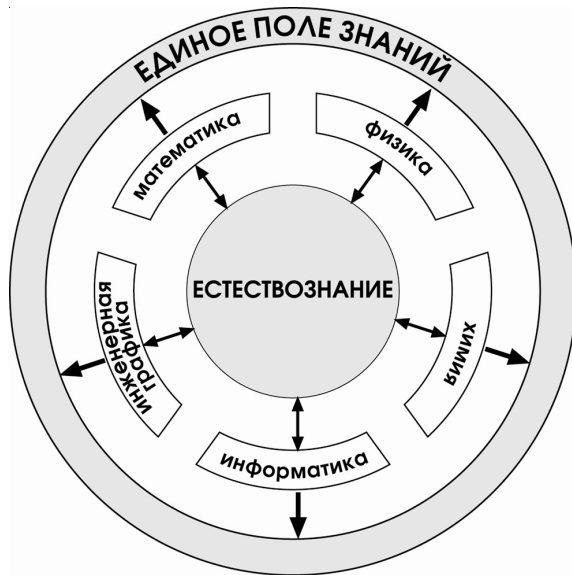 ЕДИНОЕ ПОЛЕ ЗНАНИЙ
математика
физика
ЕСТЕСТВОЗНАНИЕ
инженерная
графика
химия
информатика